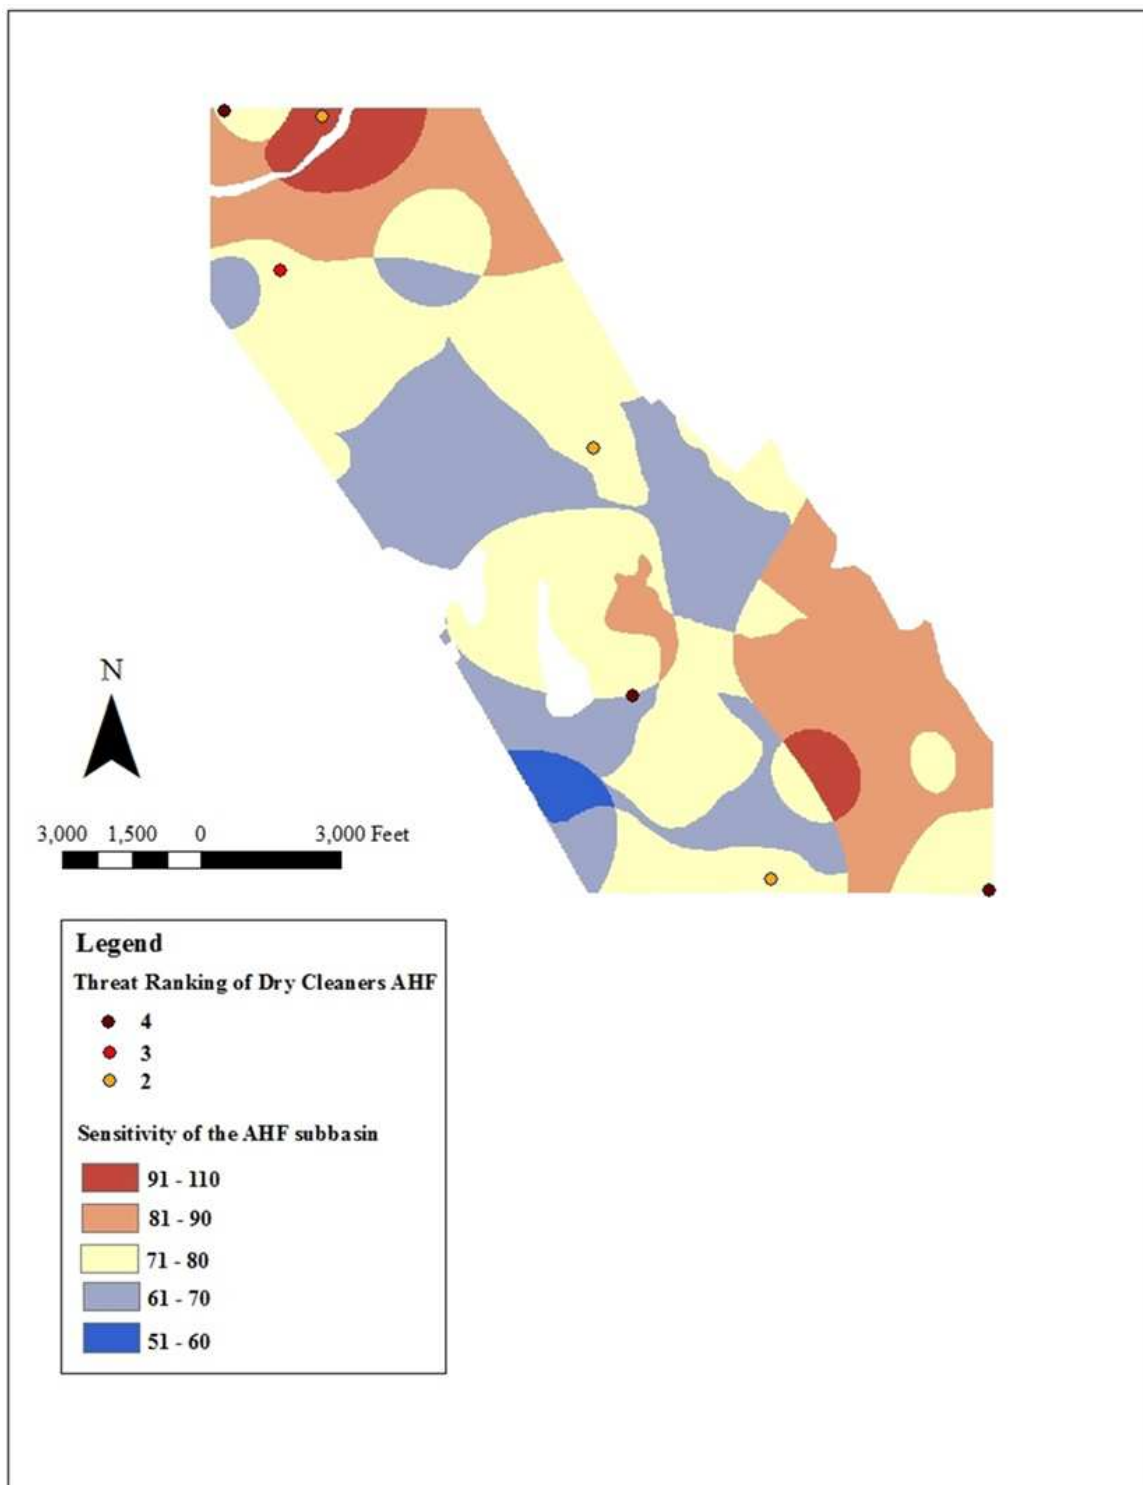 N
3,000 1,500 0 3,000 Feet
Legend
Threat Ranking of Dry Cleaners AHF
4
3
2
Sensitivity of the AHF subbasin
91 - 110
81 - 90
71 - 80
61 - 70
51 - 60